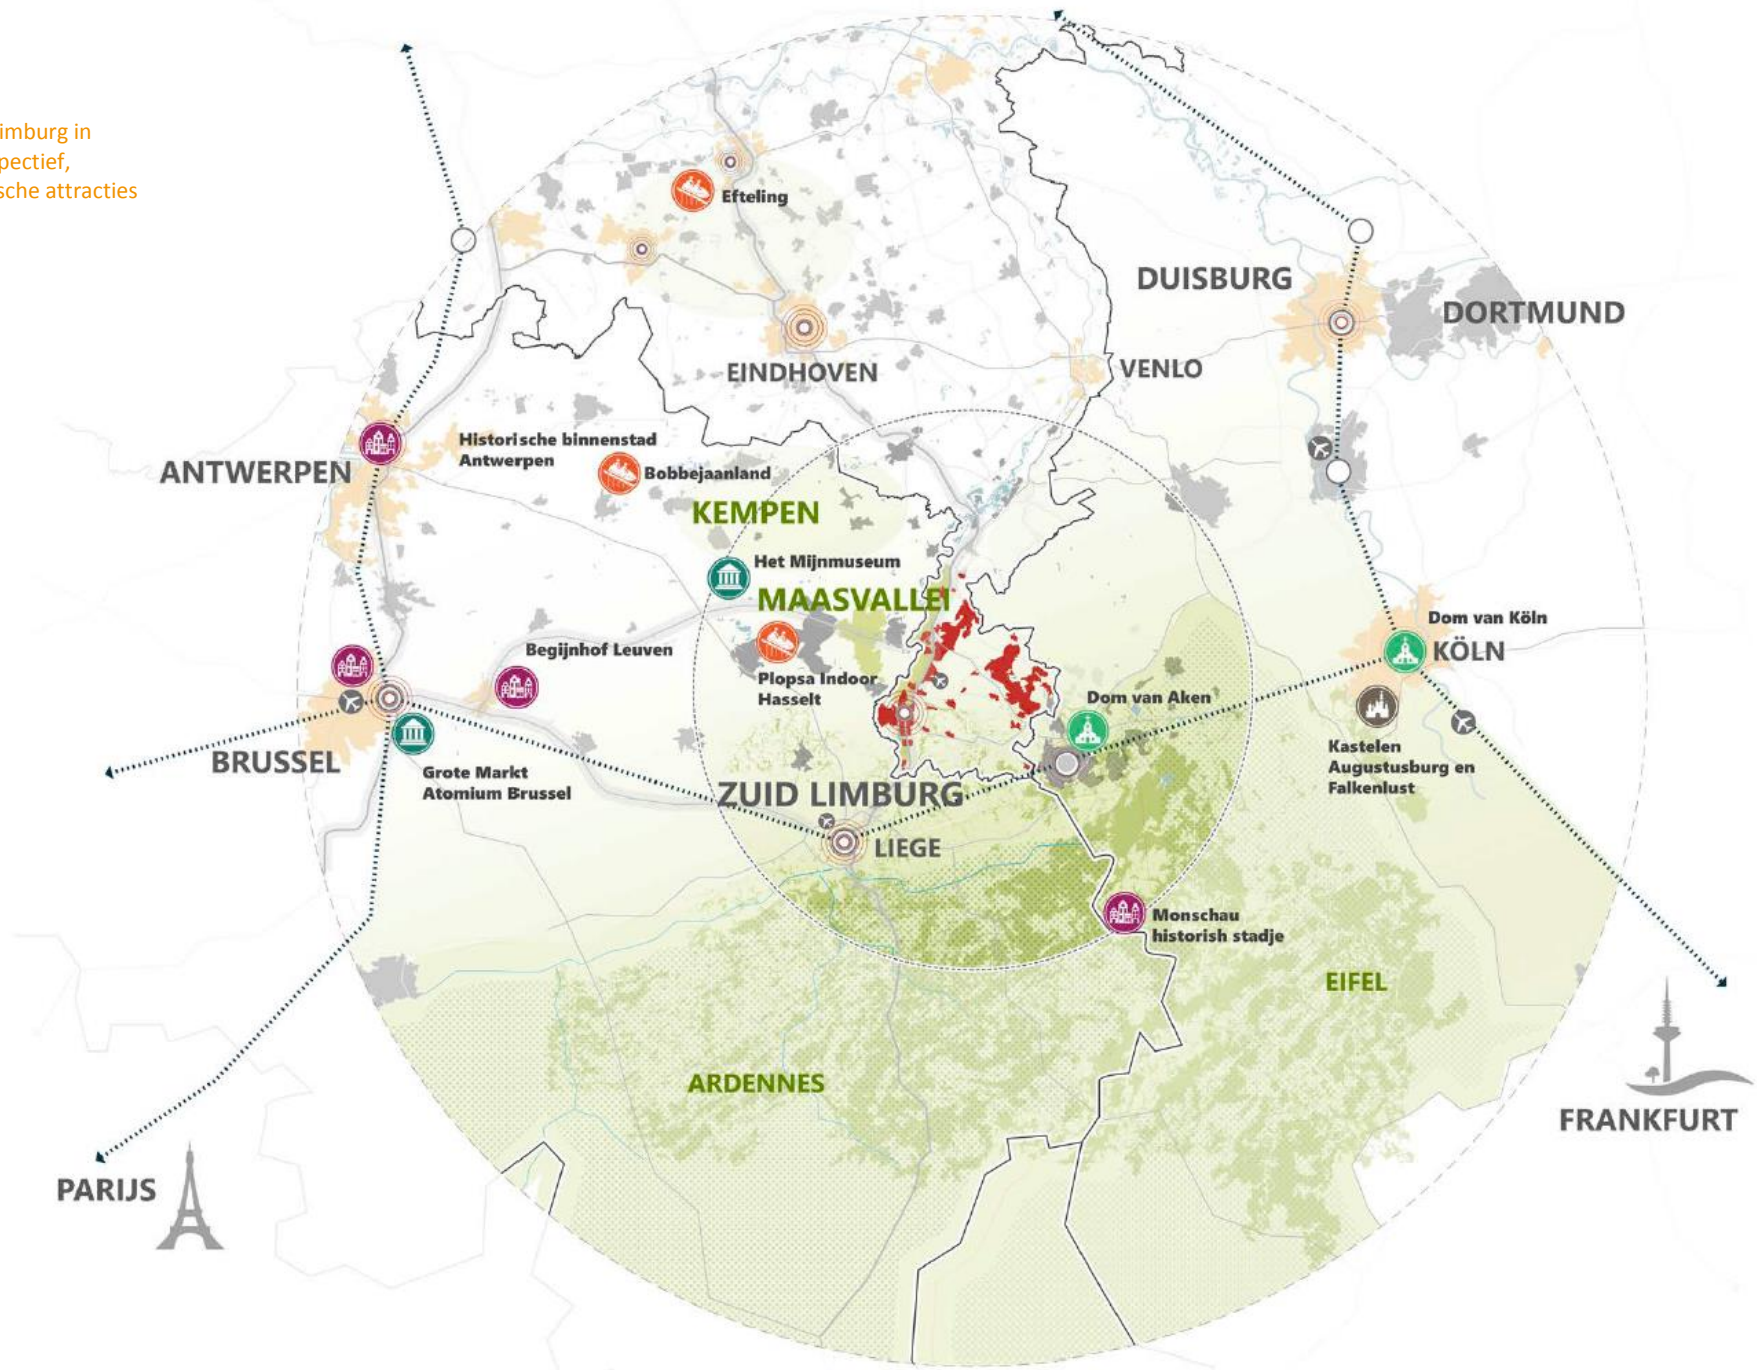 imburg in
pectief,
sche attracties
Efteling
DUISBURG
DORTMUND
EINDHOVEN
VENLO
Historische binnenstad
Antwerpen
ANTWERPEN
Bobbejaanland
KEMPEN
Het Mijnmuseum
MAASVALLEI
Dom van Köln
KÖLN
Begijnhof Leuven
Plopsa Indoor
Hasselt
Dom van Aken
BRUSSEL
Grote Markt
Atomium Brussel
Kastelen
Augustusburg en
Falkenlust
ZUID LIMBURG
LIEGE
Monschau
historish stadje
EIFEL
ARDENNES
FRANKFURT
PARIJS